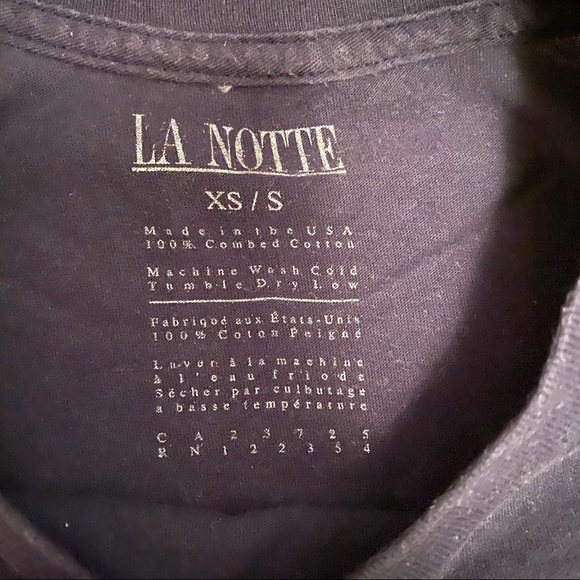 LA NOTTE
XS / S
Made in the USA
100% Combed Cotton
Machine Wash Cold
Tumble Dry Low
Fabriqué aux États-Unis
100% Coton Peigné
Laver à la machine
à l'eau friode
Sécher par culbutage
a basse température
CA 23725
RN 122354